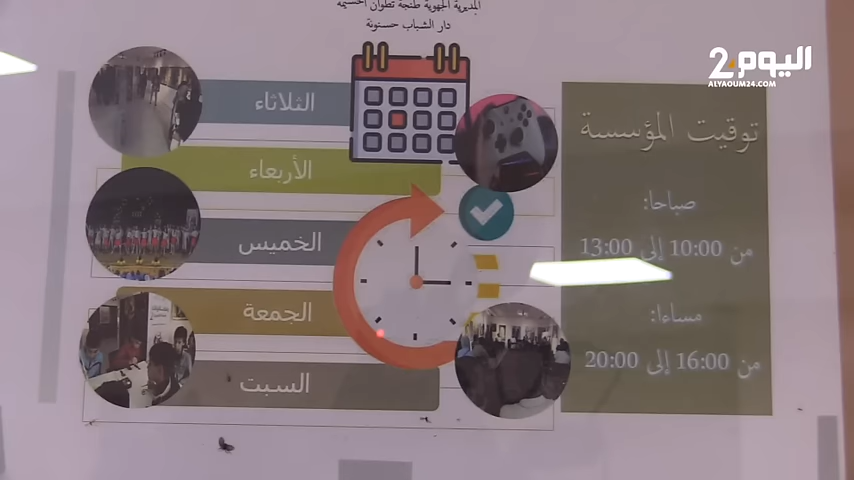 المديرية الجهوية طنجة تطوان الحسيمة
دار الشباب حسنونة
اليوم 24
ALYAOUM24.COM
توقيت المؤسسة
صباحا:
من 10:00 إلى 13:00
مساءا:
من 16:00 إلى 20:00
الثلاثاء
الأربعاء
الخميس
الجمعة
السبت